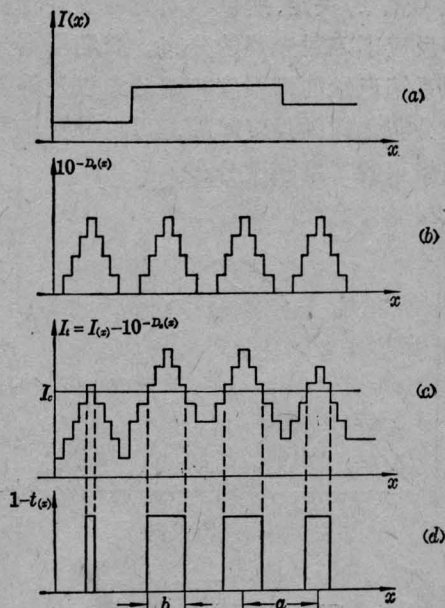 I(x)
(a)
x
10^{-D_s(x)}
(b)
x
I_t = I_{(x)} - 10^{-D_s(x)}
I_c
(c)
x
1-t_{(x)}
(d)
b
a
x